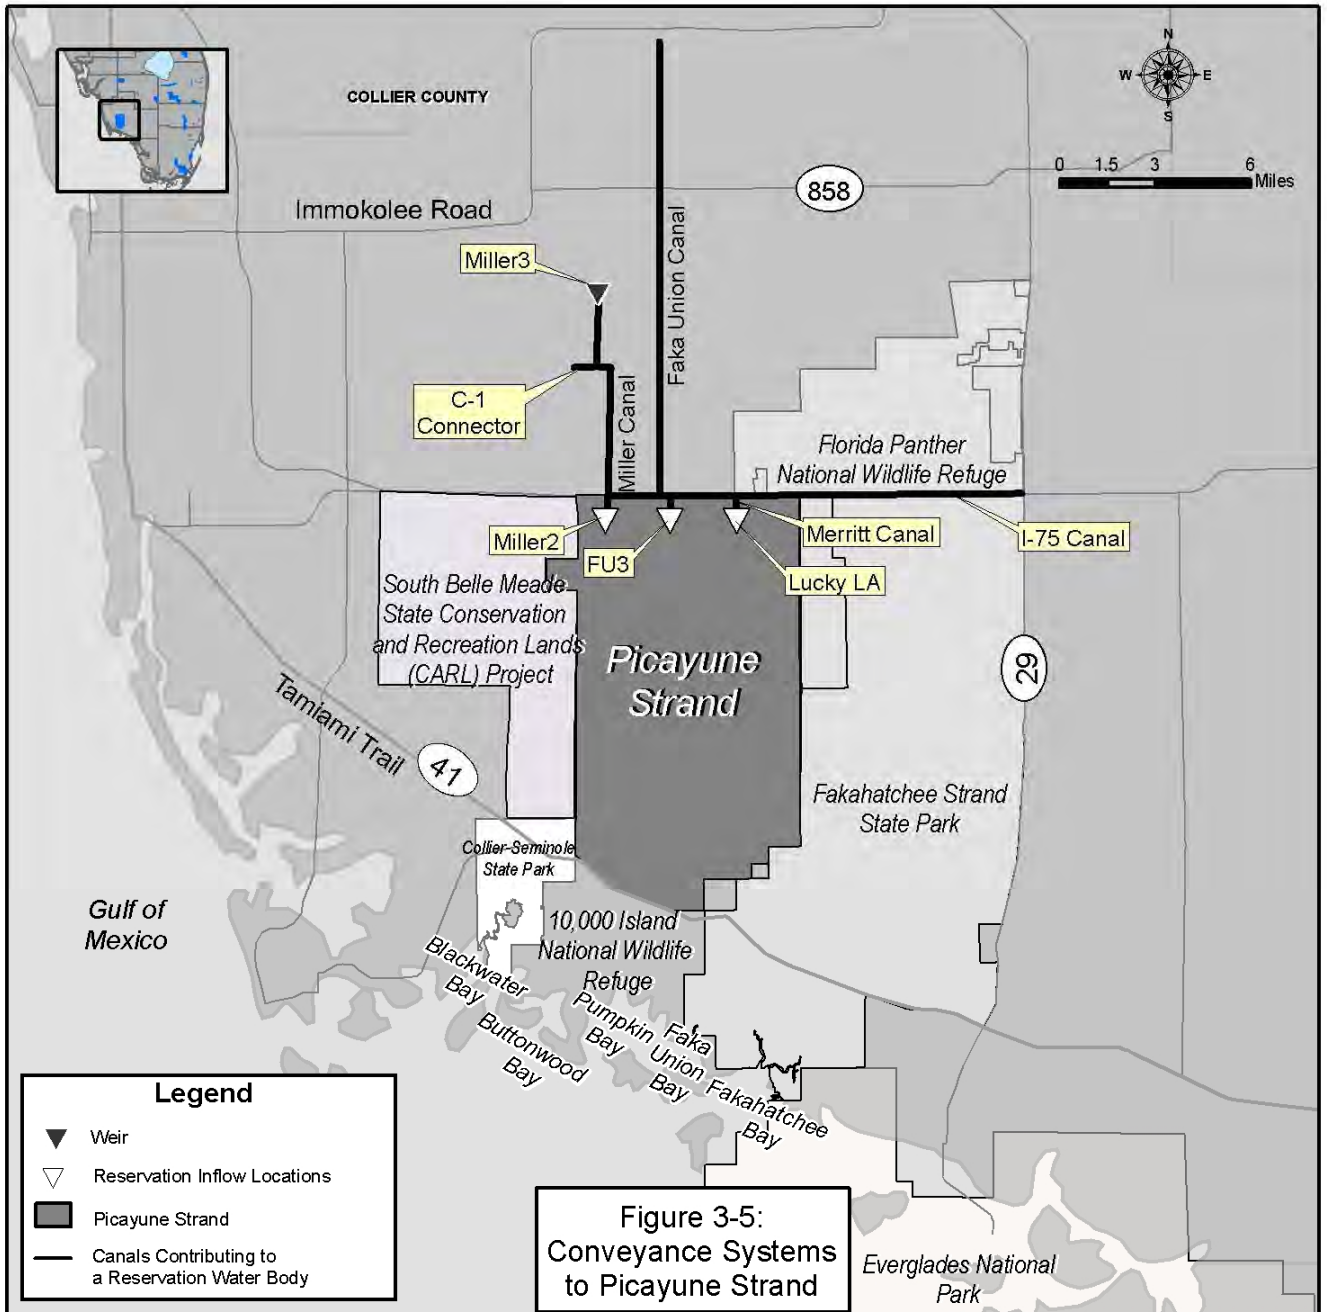 COLLIER COUNTY
N
W
E
S
0 1.5 3 6
Miles
858
Immokolee Road
Miller3
Faka Union Canal
C-1
Connector
Miller Canal
Florida Panther
National Wildlife Refuge
Miller2
FU3
Merritt Canal
I-75 Canal
Lucky LA
South Belle Meade
State Conservation
and Recreation Lands
(CARL) Project
Picayune
Strand
29
Tamiami Trail
41
Fakahatchee Strand
State Park
Collier-Seminole
State Park
Gulf of
Mexico
10,000 Island
National Wildlife
Refuge
Blackwater
Bay
Buttonwood
Bay
Pumpkin
Bay
Faka
Union
Bay
Fakahatchee
Bay
Legend
Weir
Reservation Inflow Locations
Picayune Strand
Canals Contributing to
a Reservation Water Body
Figure 3-5:
Conveyance Systems
to Picayune Strand
Everglades National
Park